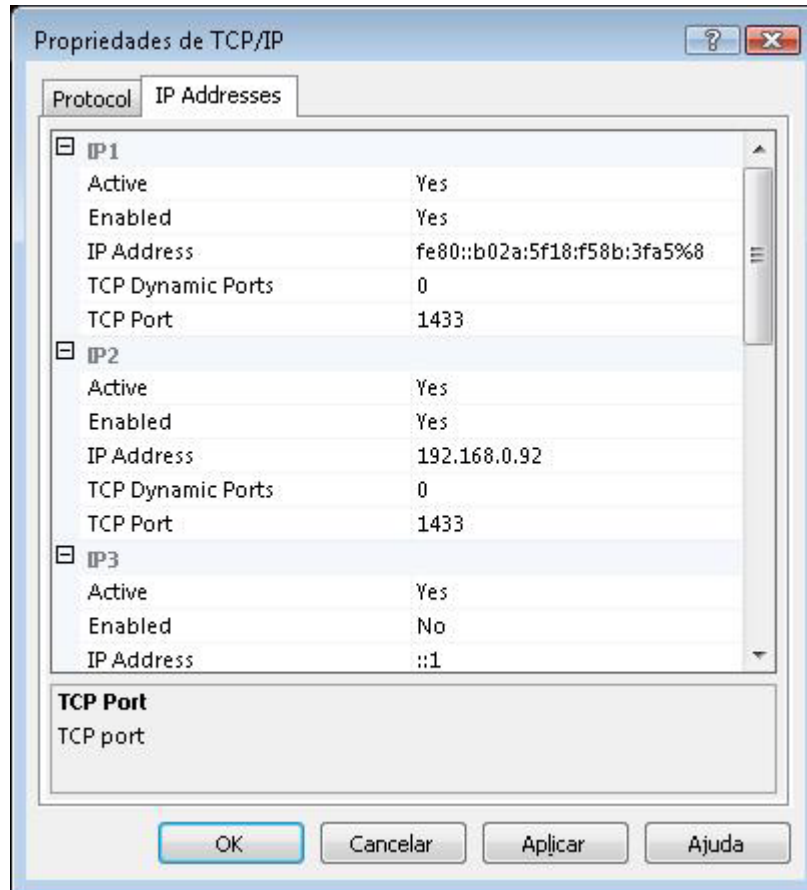 Propriedades de TCP/IP
Protocol
IP Addresses
IP1
Active Yes
Enabled Yes
IP Address fe80::b02a:5f18:f58b:3fa5%8
TCP Dynamic Ports 0
TCP Port 1433
IP2
Active Yes
Enabled Yes
IP Address 192.168.0.92
TCP Dynamic Ports 0
TCP Port 1433
IP3
Active Yes
Enabled No
IP Address ::1
TCP Port
TCP port
OK Cancelar Aplicar Ajuda